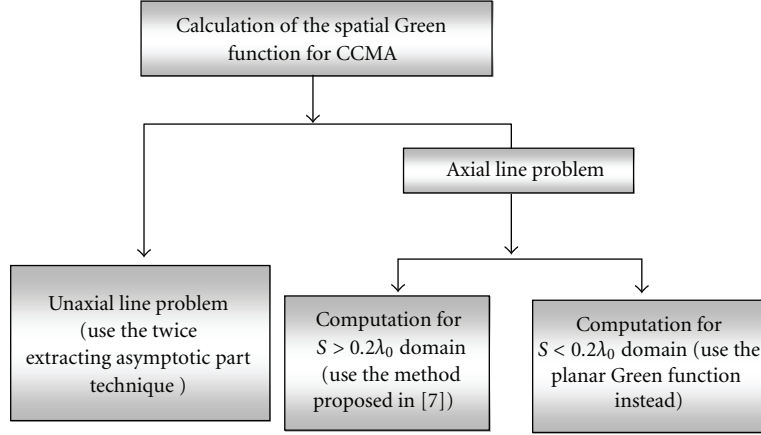 Calculation of the spatial Green
function for CCMA
Axial line problem
Unaxial line problem
(use the twice
extracting asymptotic part
technique )
Computation for
S > 0.2λ₀ domain
(use the method
proposed in [7])
Computation for
S < 0.2λ₀ domain (use the
planar Green function
instead)